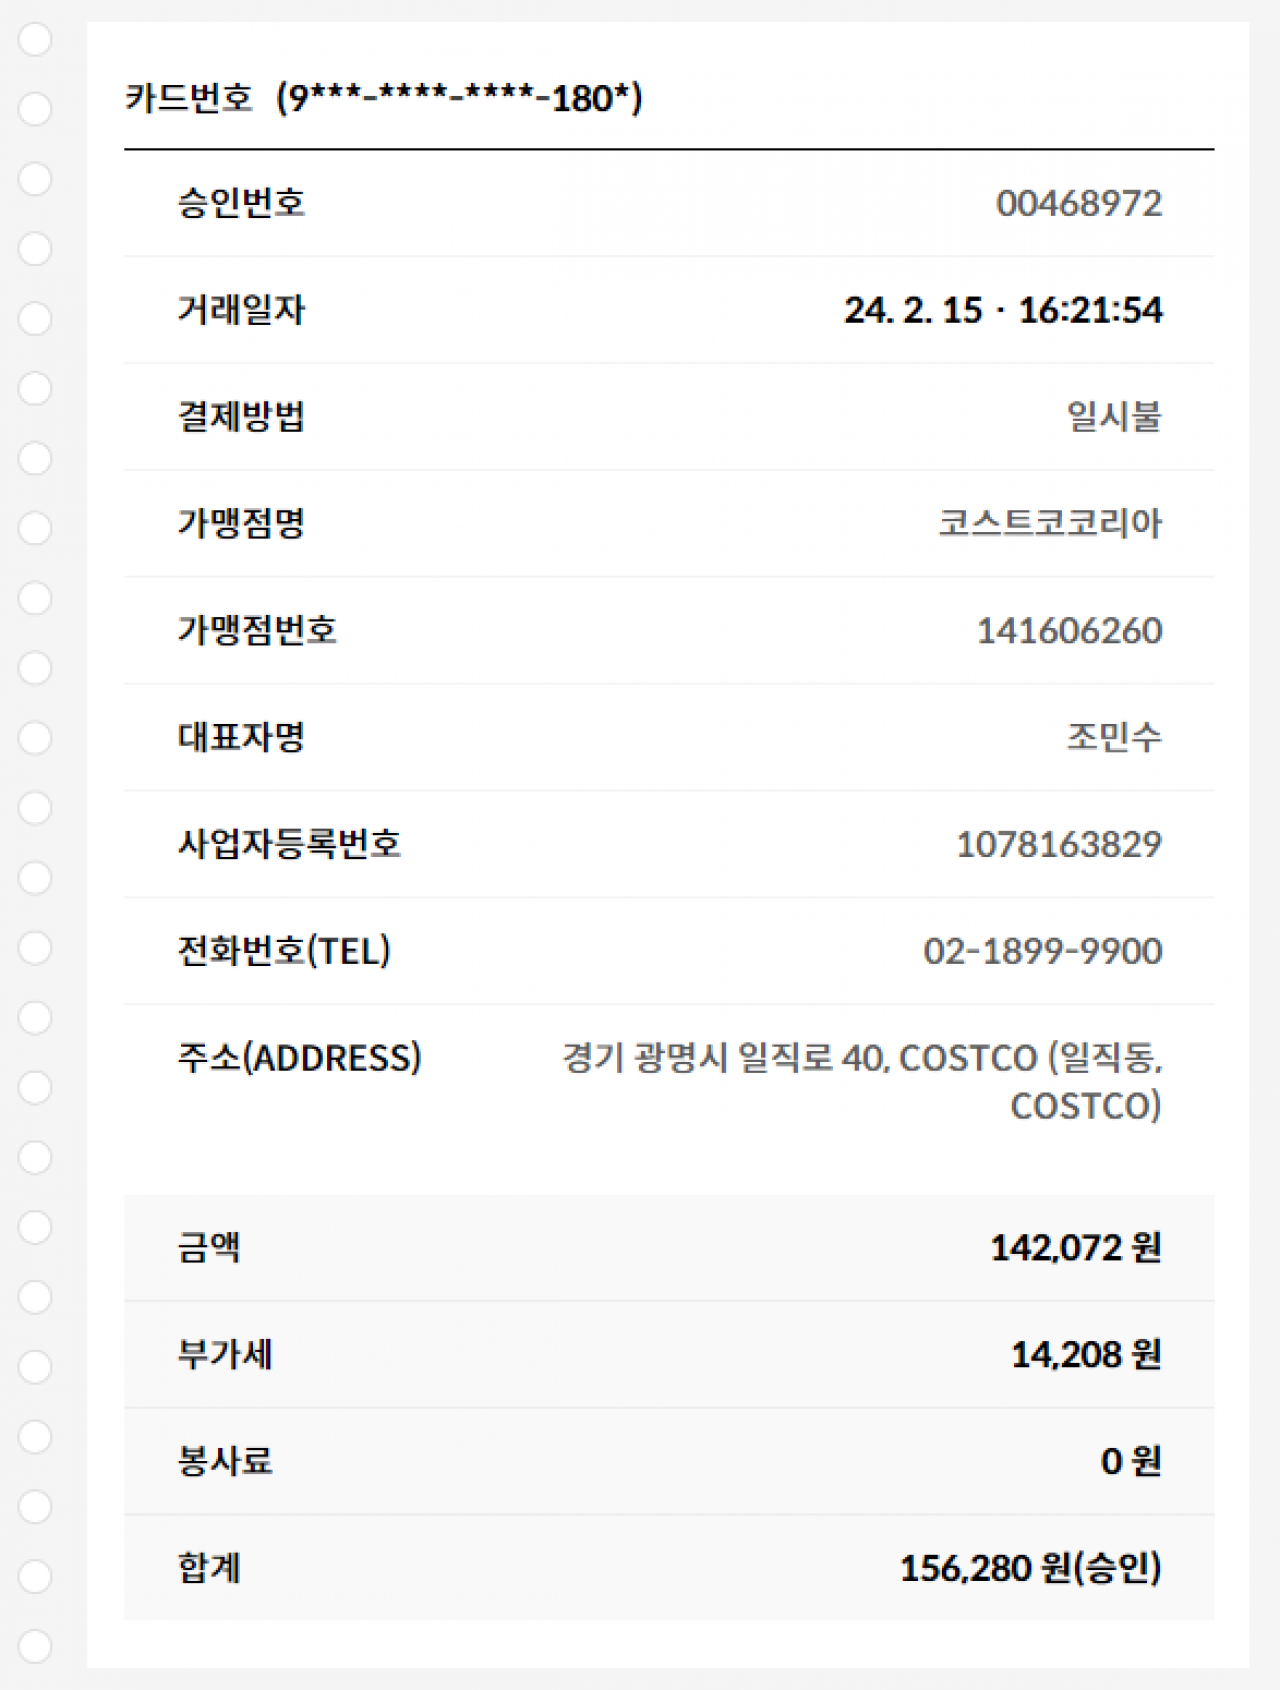 카드번호 (9***-****-****-180*)
승인번호 00468972
거래일자 24. 2. 15 · 16:21:54
결제방법 일시불
가맹점명 코스트코코리아
가맹점번호 141606260
대표자명 조민수
사업자등록번호 1078163829
전화번호(TEL) 02-1899-9900
주소(ADDRESS) 경기 광명시 일직로 40, COSTCO (일직동,
COSTCO)
금액 142,072 원
부가세 14,208 원
봉사료 0 원
합계 156,280 원(승인)